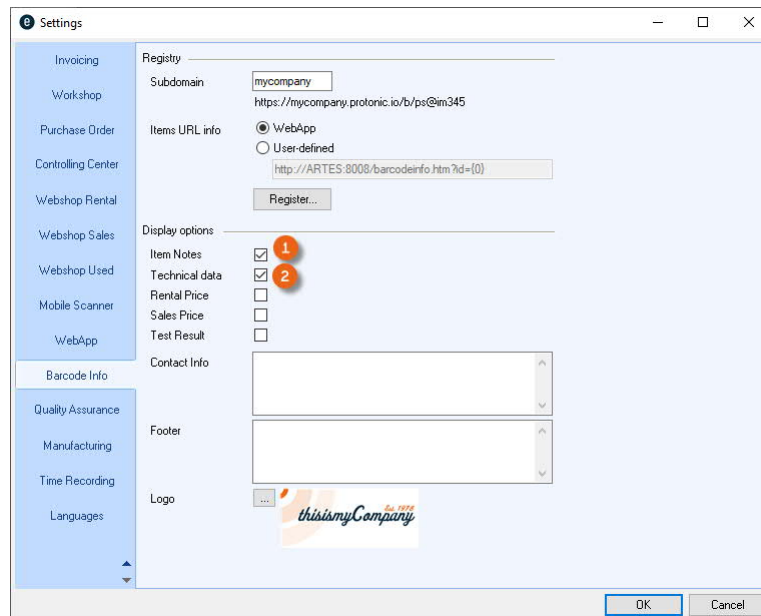 e Settings
Invoicing
Workshop
Purchase Order
Controlling Center
Webshop Rental
Webshop Sales
Webshop Used
Mobile Scanner
WebApp
Barcode Info
Quality Assurance
Manufacturing
Time Recording
Languages
Registry
Subdomain mycompany
https://mycompany.protonic.io/b/ps@im345
Items URL info WebApp
User-defined
http://ARTES:8008/barcodeinfo.htm?id={0}
Register...
Display options
Item Notes 1
Technical data 2
Rental Price
Sales Price
Test Result
Contact Info
Footer
Logo ...
Est. 1978
thisismyCompany
OK Cancel